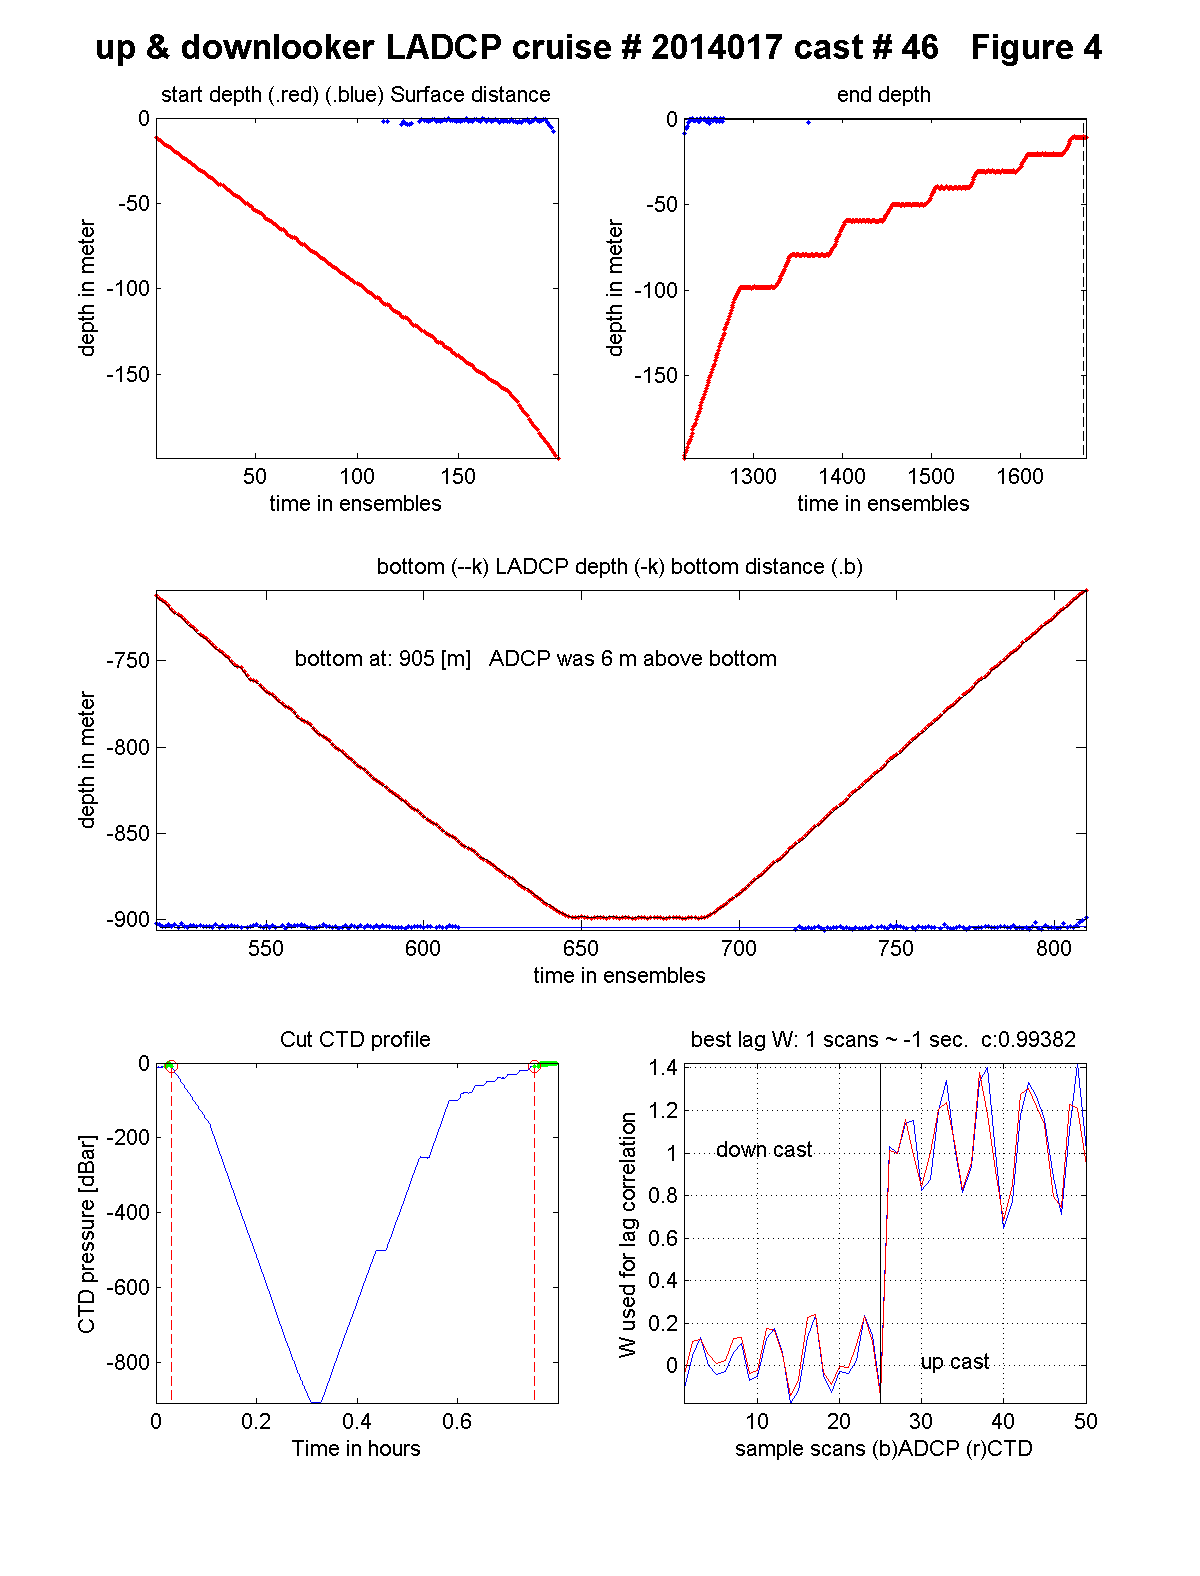 up & downlooker LADCP cruise # 2014017 cast # 46   Figure 4
start depth (.red) (.blue) Surface distance
0
-50
-100
-150
depth in meter
50 100 150
time in ensembles
end depth
0
-50
-100
-150
depth in meter
1300 1400 1500 1600
time in ensembles
bottom (--k) LADCP depth (-k) bottom distance (.b)
bottom at: 905 [m]   ADCP was 6 m above bottom
-750
-800
-850
-900
depth in meter
550 600 650 700 750 800
time in ensembles
Cut CTD profile
0
-200
-400
-600
-800
CTD pressure [dBar]
0 0.2 0.4 0.6
Time in hours
best lag W: 1 scans ~ -1 sec.  c:0.99382
1.4
1.2
1
0.8
0.6
0.4
0.2
0
W used for lag correlation
down cast
up cast
10 20 30 40 50
sample scans (b)ADCP (r)CTD